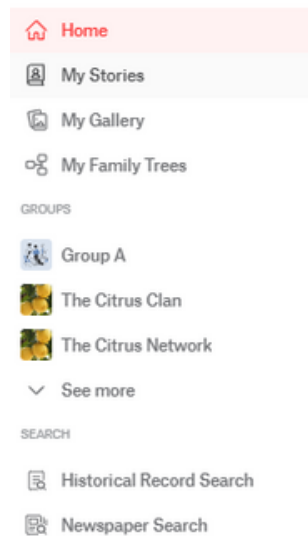 Home
My Stories
My Gallery
My Family Trees
GROUPS
Group A
The Citrus Clan
The Citrus Network
See more
SEARCH
Historical Record Search
Newspaper Search